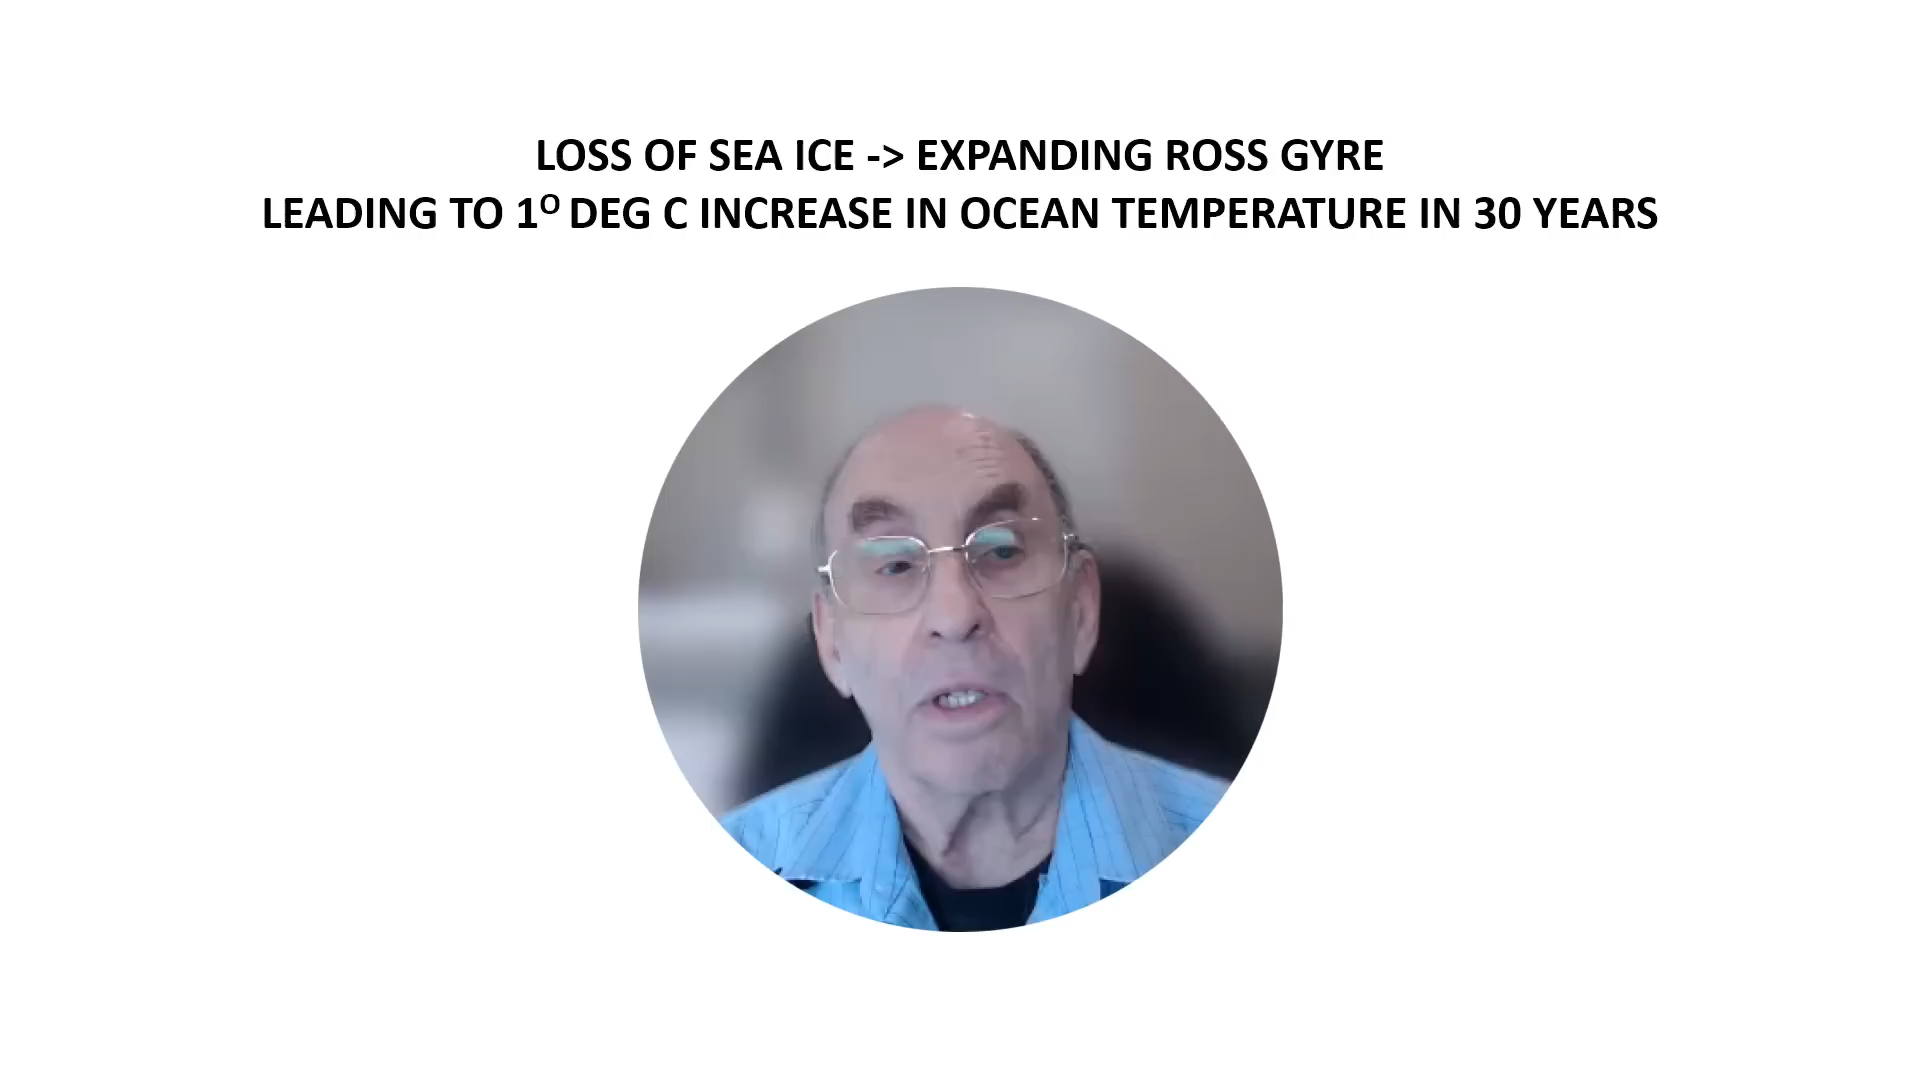 LOSS OF SEA ICE -> EXPANDING ROSS GYRE
LEADING TO 1ᴼ DEG C INCREASE IN OCEAN TEMPERATURE IN 30 YEARS